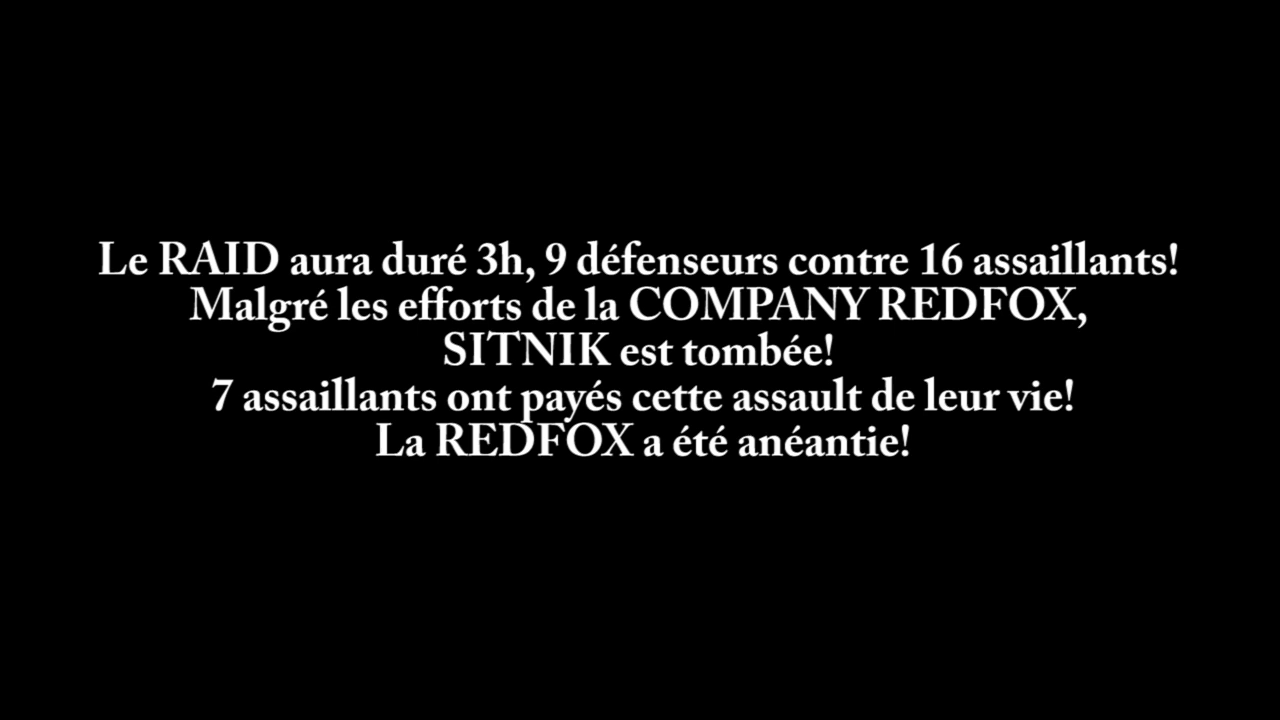 Le RAID aura duré 3h, 9 défenseurs contre 16 assaillants!
Malgré les efforts de la COMPANY REDFOX,
SITNIK est tombée!
7 assaillants ont payés cette assault de leur vie!
La REDFOX a été anéantie!